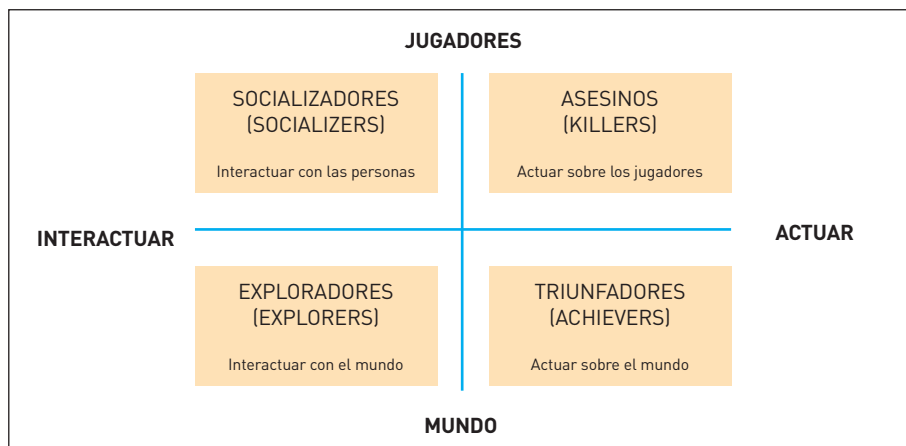 JUGADORES
SOCIALIZADORES
(SOCIALIZERS)
Interactuar con las personas
ASESINOS
(KILLERS)
Actuar sobre los jugadores
INTERACTUAR
ACTUAR
EXPLORADORES
(EXPLORERS)
Interactuar con el mundo
TRIUNFADORES
(ACHIEVERS)
Actuar sobre el mundo
MUNDO